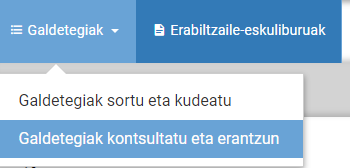 Galdetegiak
Erabiltzaile-eskuliburuak
Galdetegiak sortu eta kudeatu
Galdetegiak kontsultatu eta erantzun